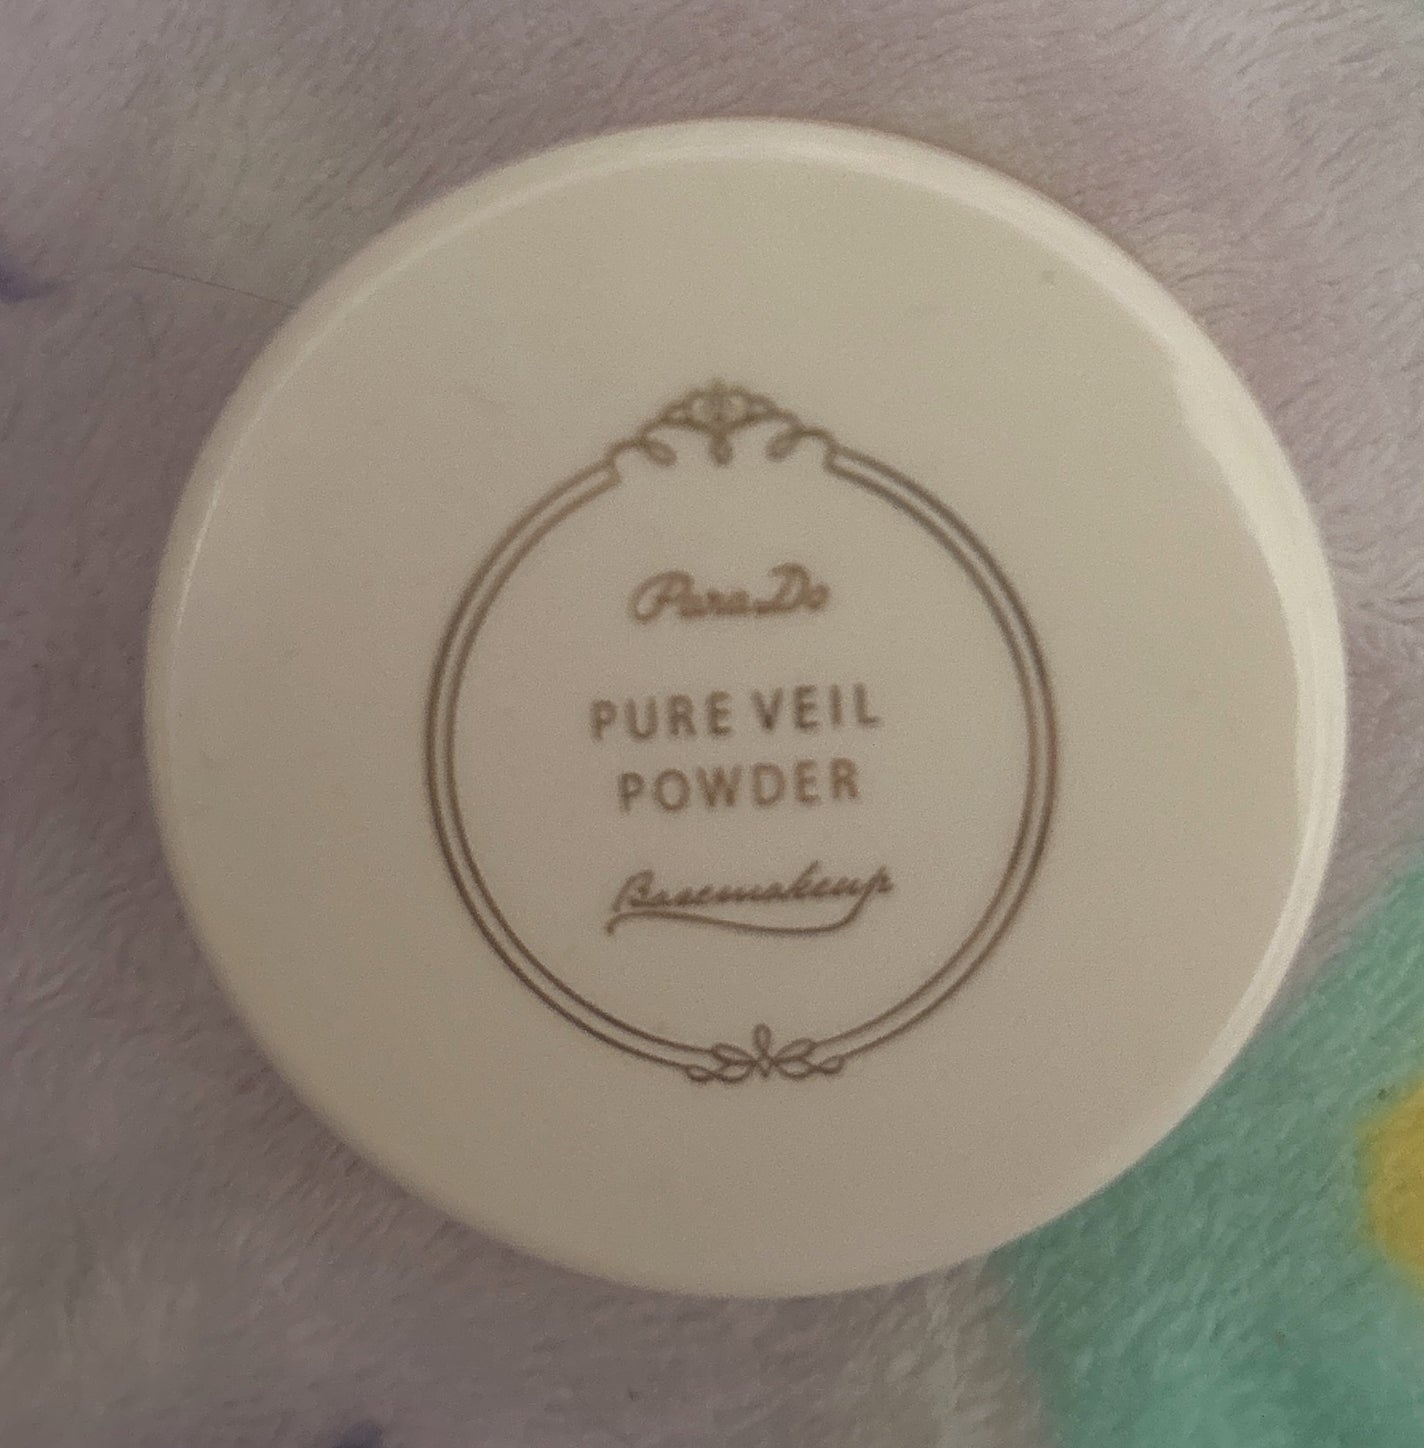 ParaDo
PURE VEIL
POWDER
Basemakeup